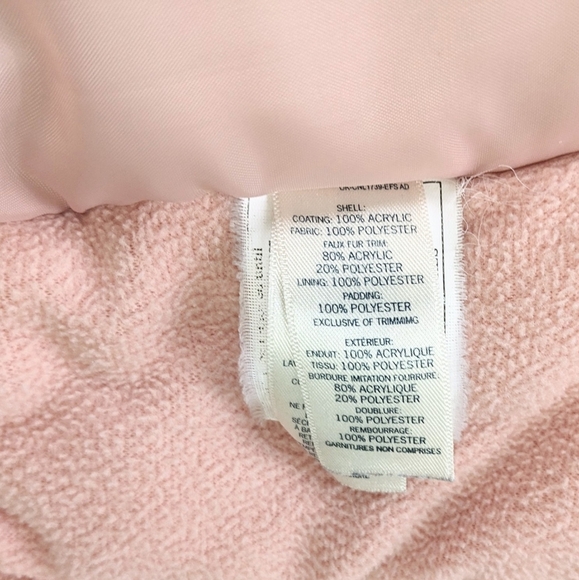 SHELL:
COATING: 100% ACRYLIC
FABRIC: 100% POLYESTER
FAUX FUR TRIM:
80% ACRYLIC
20% POLYESTER
LINING: 100% POLYESTER
PADDING:
100% POLYESTER
EXCLUSIVE OF TRIMMIMG
EXTÉRIEUR:
ENDUIT: 100% ACRYLIQUE
TISSU: 100% POLYESTER
BORDURE IMITATION FOURRURE:
80% ACRYLIQUE
20% POLYESTER
DOUBLURE:
100% POLYESTER
REMBOURRAGE:
100% POLYESTER
GARNITURES NON COMPRISES